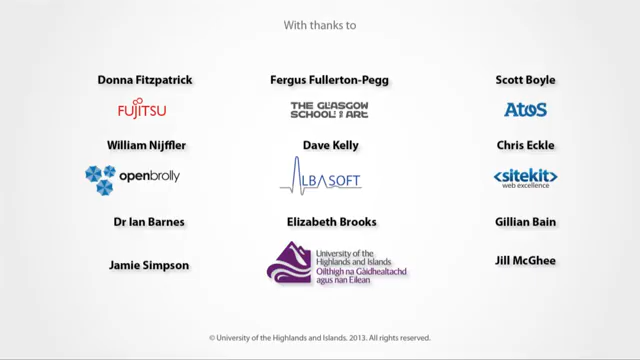 With thanks to
Donna Fitzpatrick
FUJITSU
Fergus Fullerton-Pegg
THE GLASGOW
SCHOOL OF ART
Scott Boyle
Atos
William Nijffler
openbrolly
Dave Kelly
ALBASOFT
Chris Eckle
<sitekit>
web excellence
Dr Ian Barnes
Elizabeth Brooks
Gillian Bain
Jamie Simpson
University of the
Highlands and Islands
Oilthigh na Gàidhealtachd
agus nan Eilean
Jill McGhee
© University of the Highlands and Islands. 2013. All rights reserved.